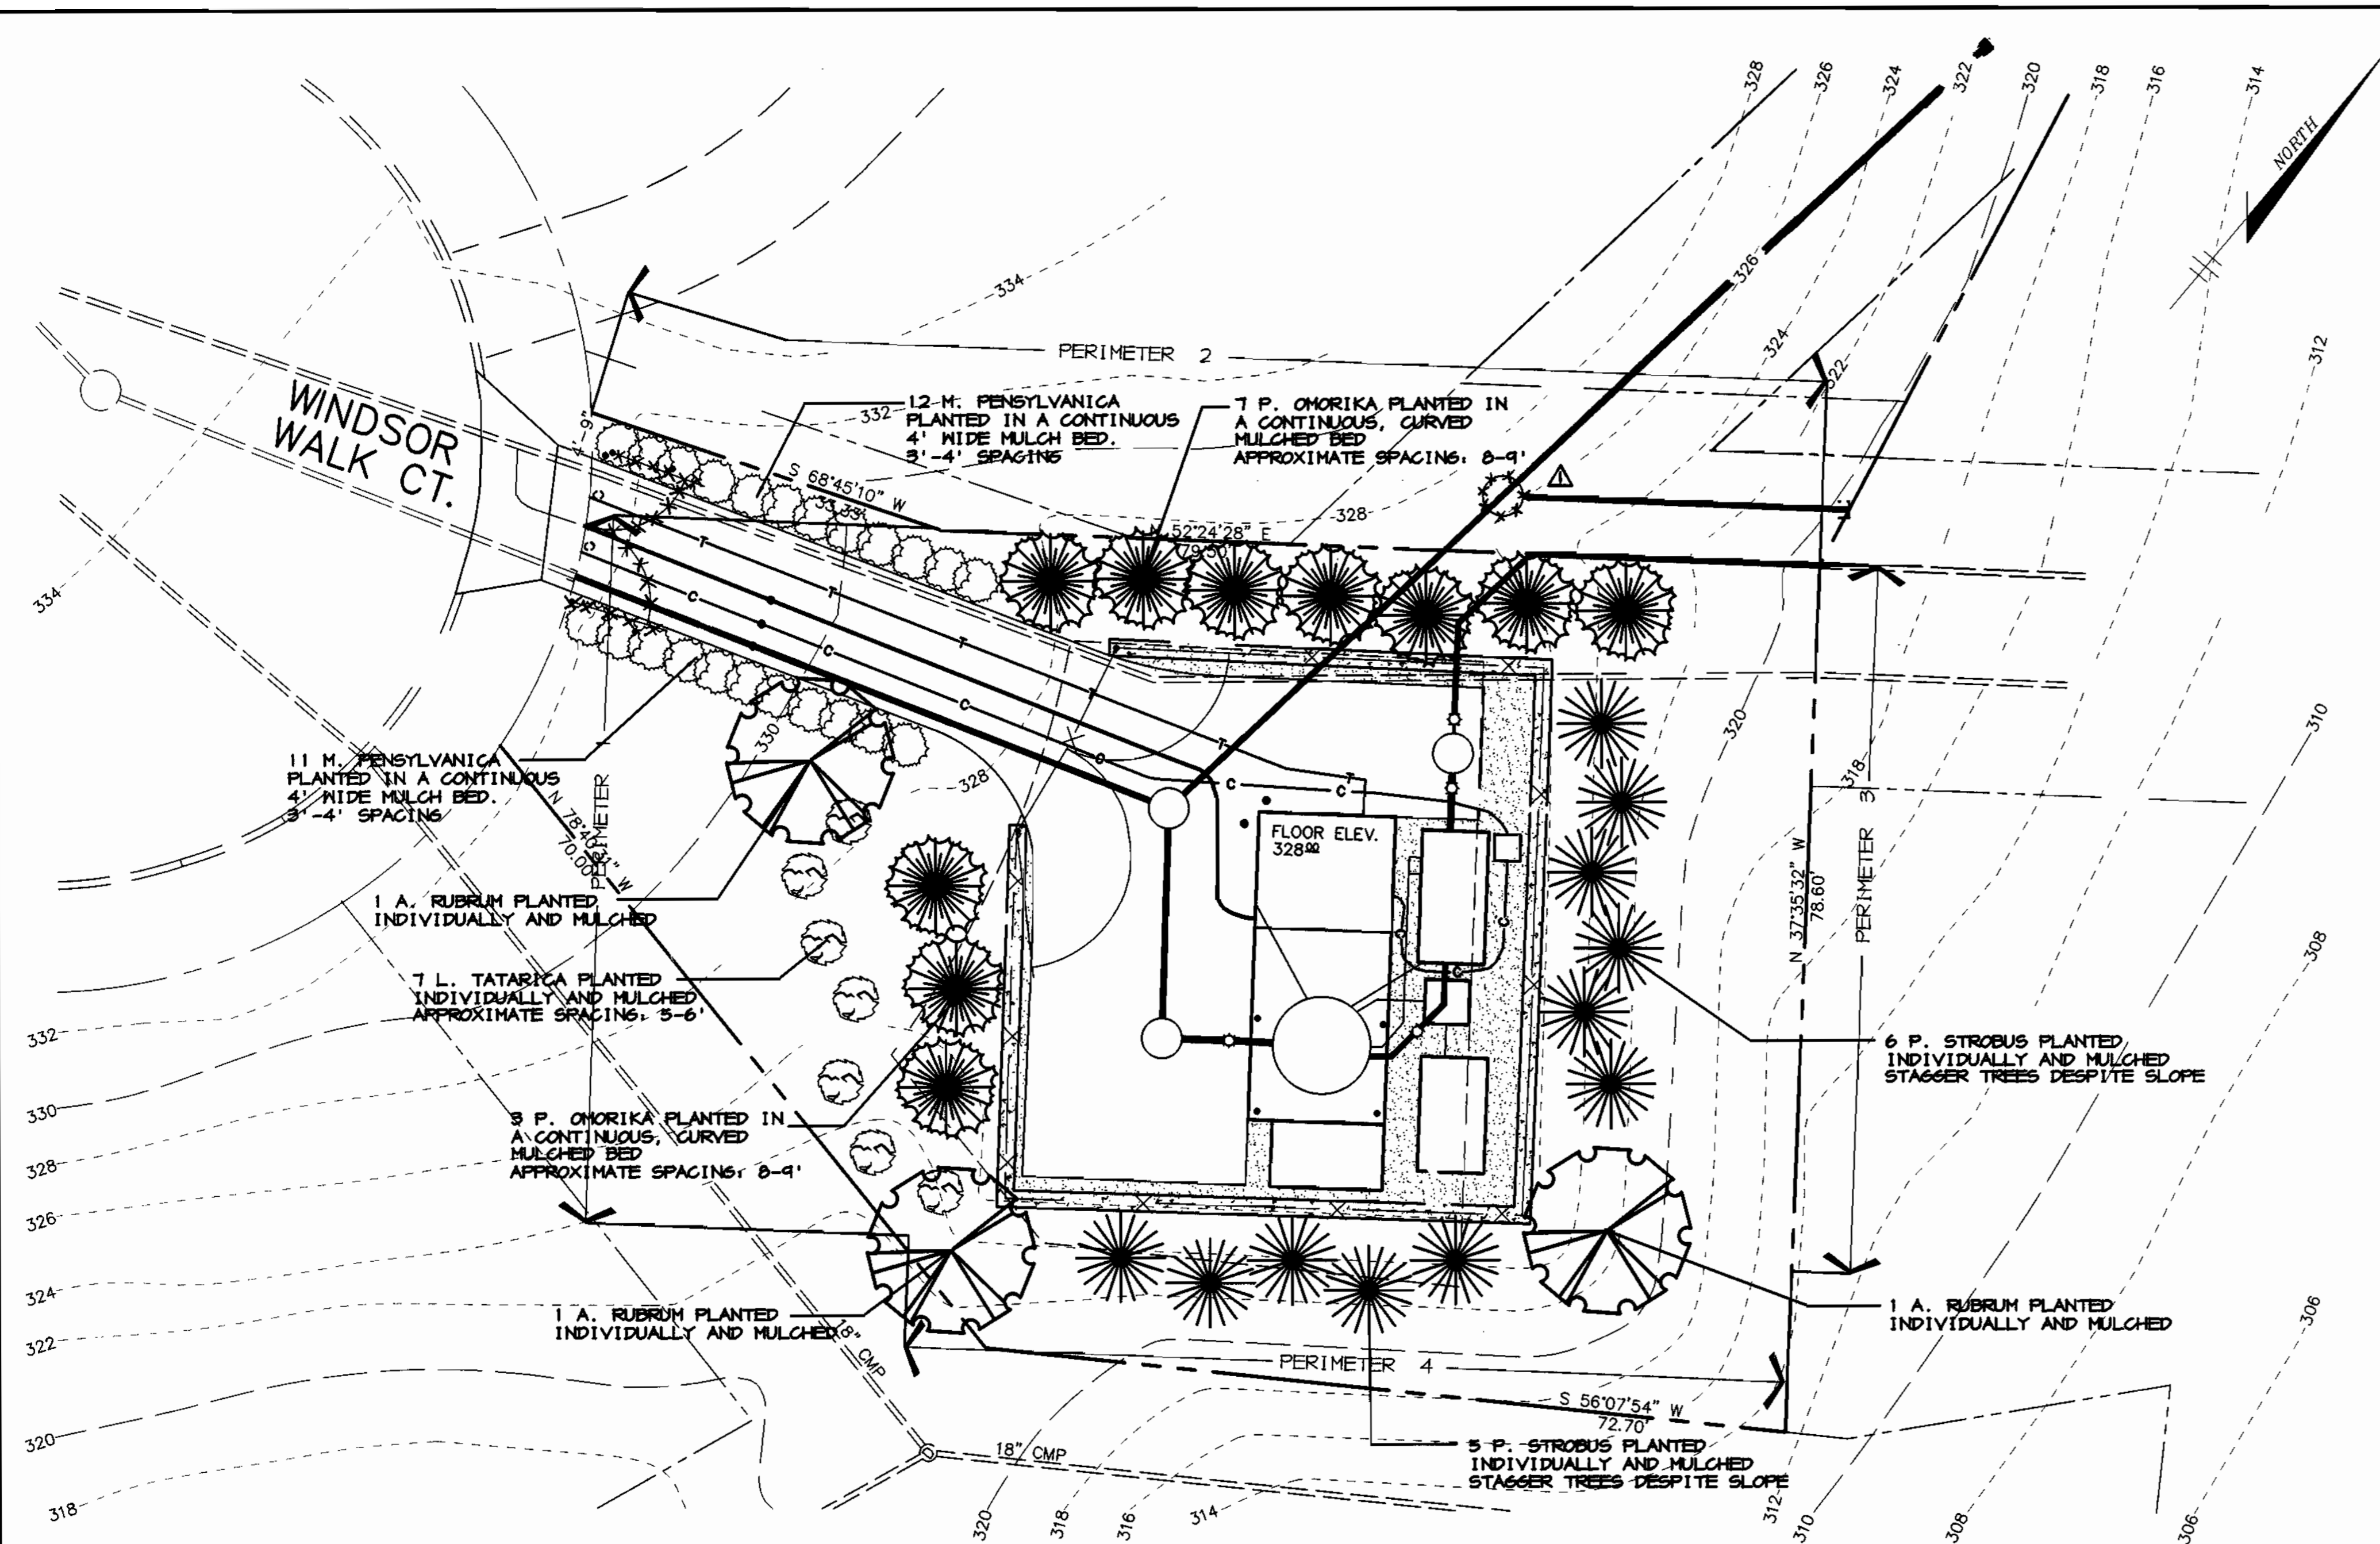 328
326
324
322
320
318
316
314
NORTH
334
326
PERIMETER 2
324
322
312
WINDSOR
WALK CT.
4'-9"
332
12 M. PENSYLVANICA
PLANTED IN A CONTINUOUS
4' WIDE MULCH BED.
3'-4' SPACING
7 P. OMORIKA PLANTED IN
A CONTINUOUS, CURVED
MULCHED BED
APPROXIMATE SPACING: 8-9'
S 68°45'10" W
33.33'
328
N 52°24'28" E
79.50'
334
T
T
T
T
T
T
C
C
C
C
C
C
C
C
330
328
320
318
310
11 M. PENSYLVANICA
PLANTED IN A CONTINUOUS
4' WIDE MULCH BED.
3'-4' SPACING
PERIMETER 1
70.00'
FLOOR ELEV.
328.00
N 37°35'32" W
78.60'
PERIMETER 3
1 A. RUBRUM PLANTED
INDIVIDUALLY AND MULCHED
308
7 L. TATARICA PLANTED
INDIVIDUALLY AND MULCHED
APPROXIMATE SPACING: 5-6'
332
6 P. STROBUS PLANTED
INDIVIDUALLY AND MULCHED
STAGGER TREES DESPITE SLOPE
330
3 P. OMORIKA PLANTED IN
A CONTINUOUS, CURVED
MULCHED BED
APPROXIMATE SPACING: 8-9'
328
326
324
322
1 A. RUBRUM PLANTED
INDIVIDUALLY AND MULCHED
1 A. RUBRUM PLANTED
INDIVIDUALLY AND MULCHED
306
18" CMP
PERIMETER 4
S 56°07'54" W
72.70'
320
18" CMP
5 P. STROBUS PLANTED
INDIVIDUALLY AND MULCHED
STAGGER TREES DESPITE SLOPE
318
320
318
316
314
312
310
308
306